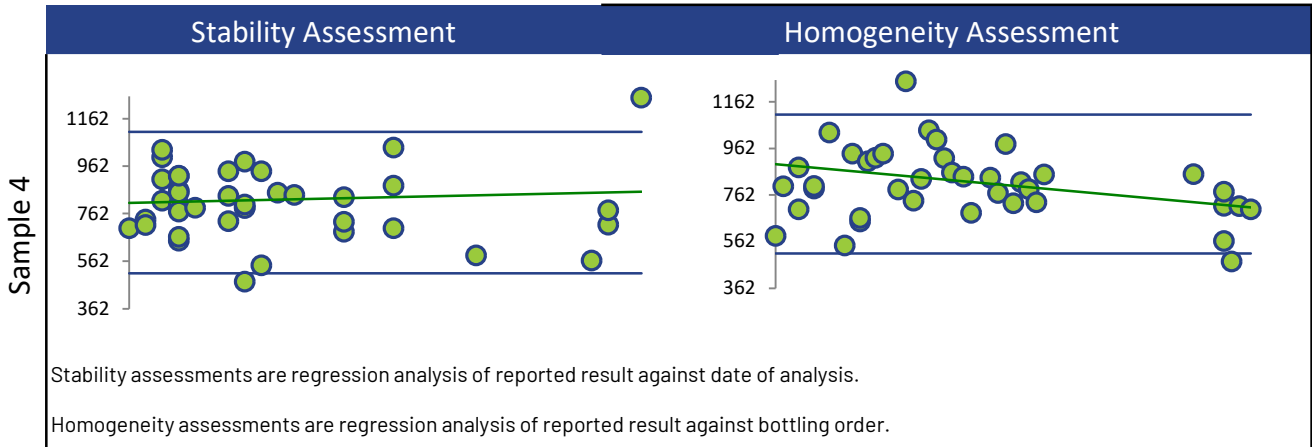 Stability Assessment
Homogeneity Assessment
Sample 4
1162
962
762
562
362
1162
962
762
562
362
Stability assessments are regression analysis of reported result against date of analysis.
Homogeneity assessments are regression analysis of reported result against bottling order.